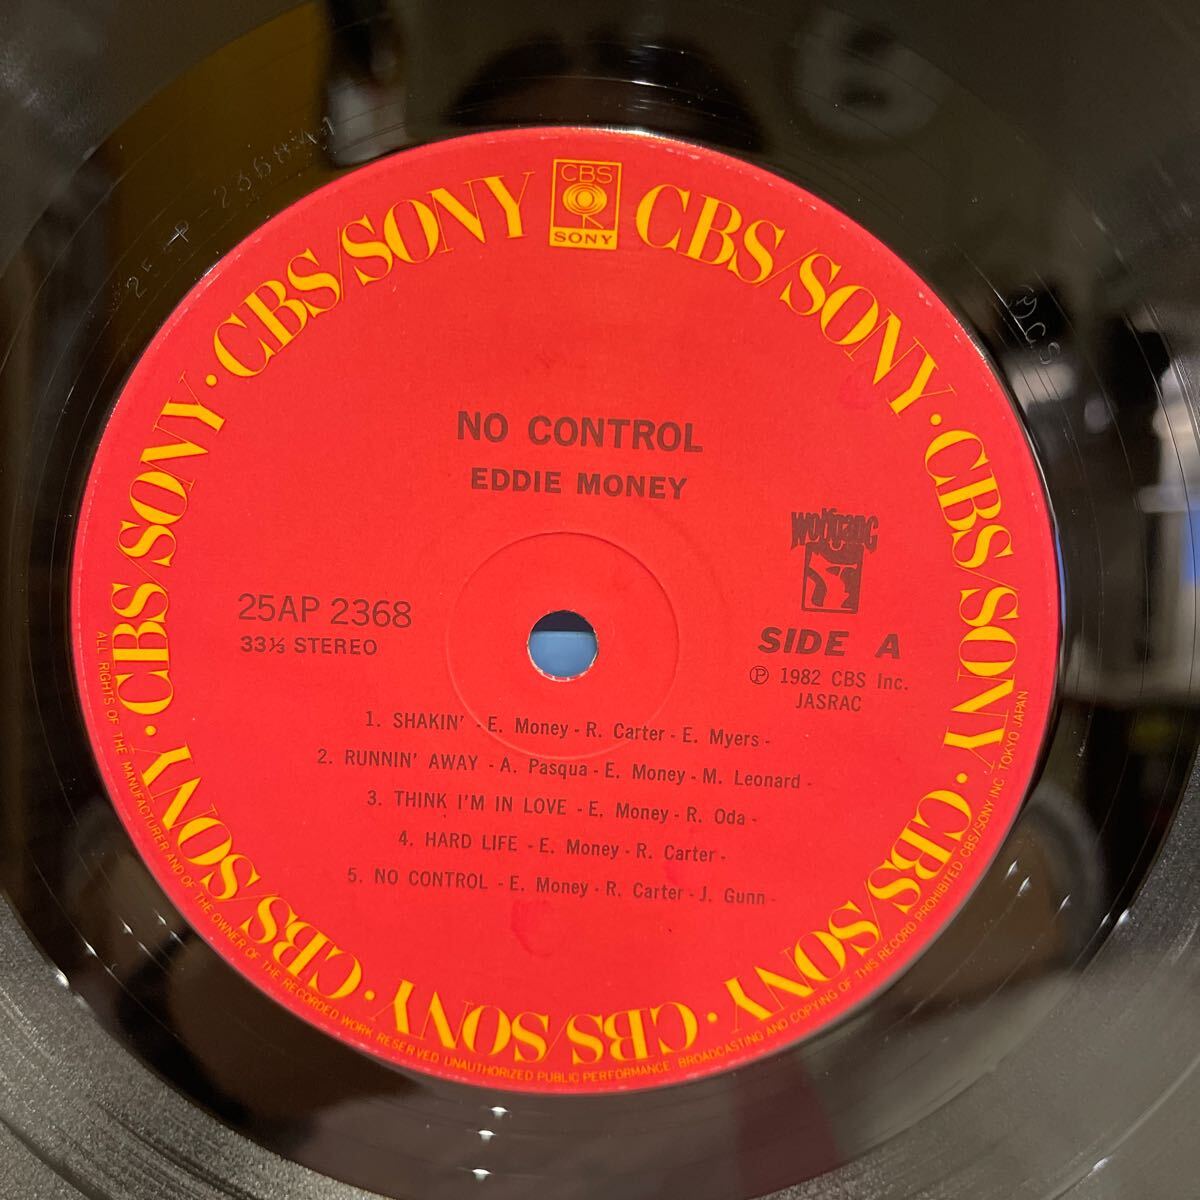 CBS
SONY
CBS/SONY · CBS/SONY · CBS/SONY · CBS/SONY · CBS/SONY · CBS/SONY · CBS/SONY · CBS/SONY
NO CONTROL
EDDIE MONEY
wolfgang
25AP 2368
33⅓ STEREO
SIDE A
Ⓟ 1982 CBS Inc.
JASRAC
1. SHAKIN' - E. Money - R. Carter - E. Myers -
2. RUNNIN' AWAY - A. Pasqua - E. Money - M. Leonard -
3. THINK I'M IN LOVE - E. Money - R. Oda -
4. HARD LIFE - E. Money - R. Carter -
5. NO CONTROL - E. Money - R. Carter - J. Gunn -
ALL RIGHTS OF THE MANUFACTURER AND OF THE OWNER OF THE RECORDED WORK RESERVED UNAUTHORIZED PUBLIC PERFORMANCE BROADCASTING AND COPYING OF THIS RECORD PROHIBITED CBS/SONY INC. TOKYO JAPAN